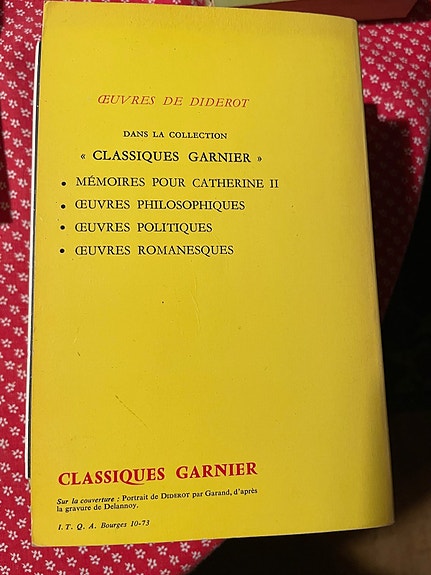 ŒUVRES DE DIDEROT
DANS LA COLLECTION
« CLASSIQUES GARNIER »
• MÉMOIRES POUR CATHERINE II
• ŒUVRES PHILOSOPHIQUES
• ŒUVRES POLITIQUES
• ŒUVRES ROMANESQUES
CLASSIQUES GARNIER
Sur la couverture : Portrait de DIDEROT par Garand, d'après
la gravure de Delannoy.
I. T. Q. A. Bourges 10-73